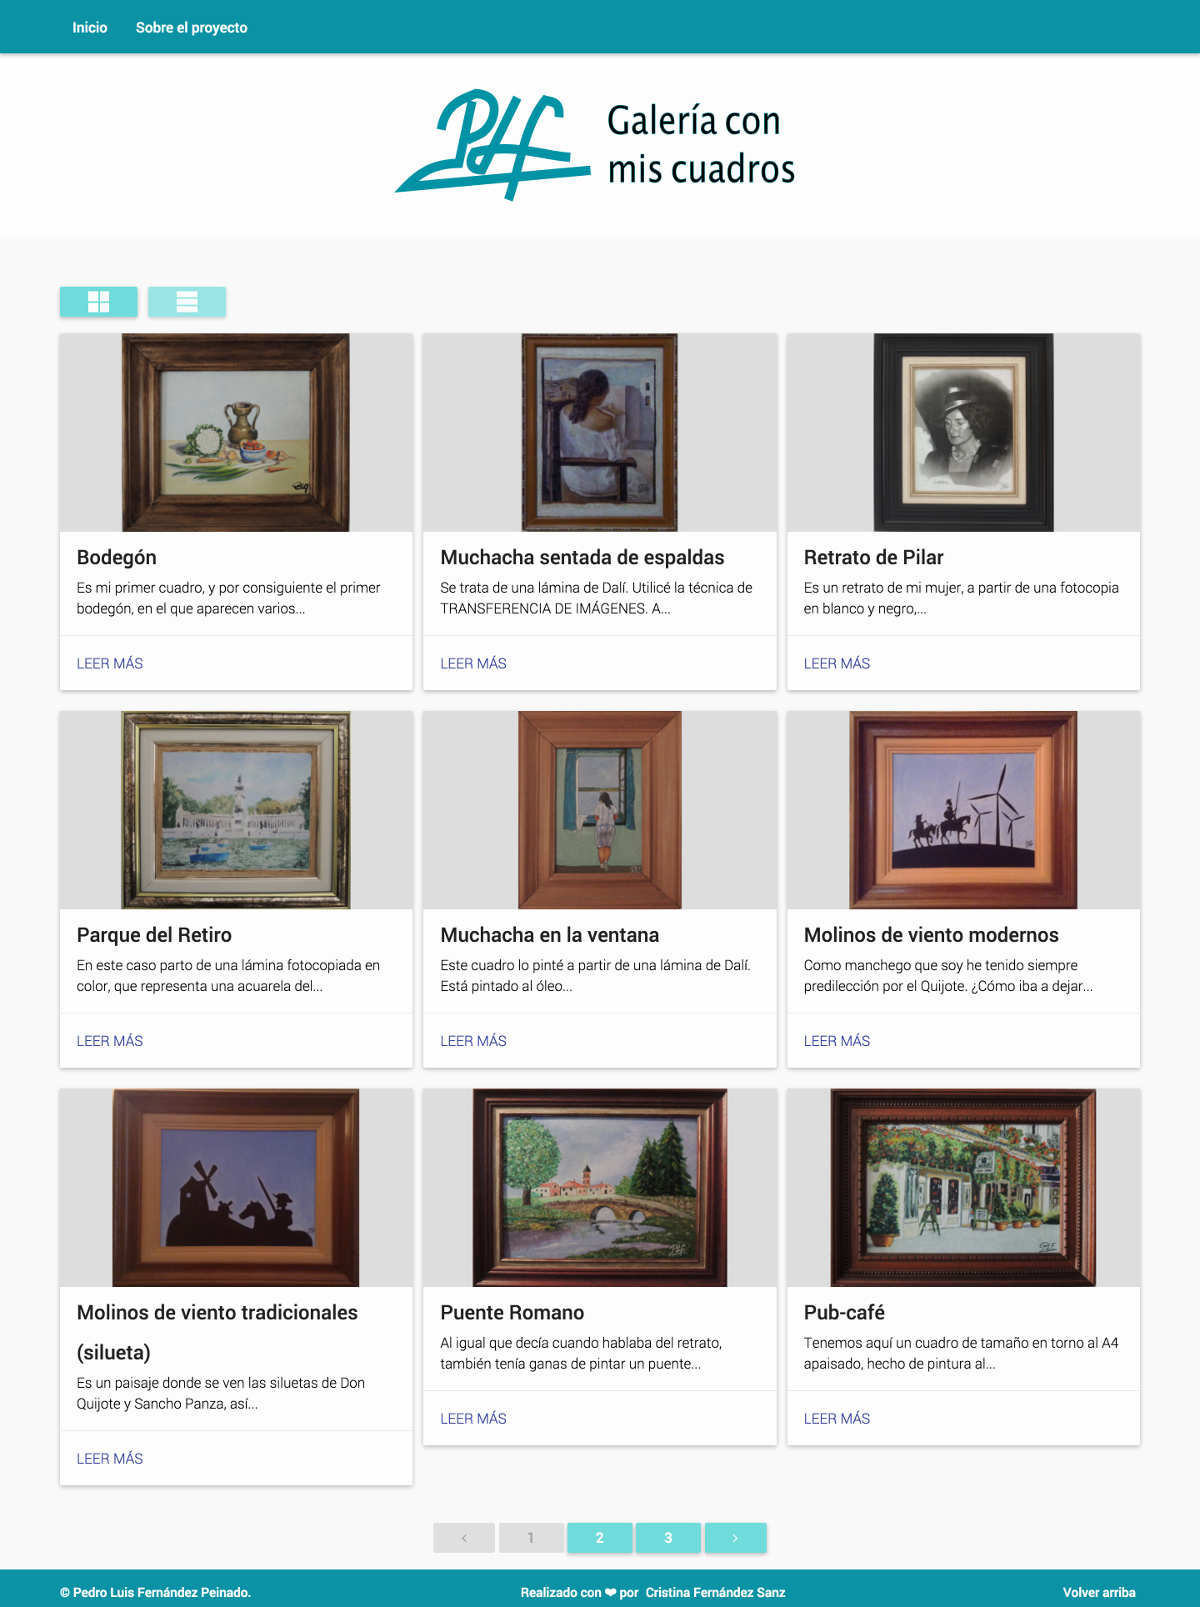 Inicio
Sobre el proyecto
PLF
Galería con
mis cuadros
Bodegón
Es mi primer cuadro, y por consiguiente el primer
bodegón, en el que aparecen varios...
LEER MÁS
Muchacha sentada de espaldas
Se trata de una lámina de Dalí. Utilicé la técnica de
TRANSFERENCIA DE IMÁGENES. A...
LEER MÁS
Retrato de Pilar
Es un retrato de mi mujer, a partir de una fotocopia
en blanco y negro,...
LEER MÁS
Parque del Retiro
En este caso parto de una lámina fotocopiada en
color, que representa una acuarela del...
LEER MÁS
Muchacha en la ventana
Este cuadro lo pinté a partir de una lámina de Dalí.
Está pintado al óleo...
LEER MÁS
Molinos de viento modernos
Como manchego que soy he tenido siempre
predilección por el Quijote. ¿Cómo iba a dejar...
LEER MÁS
Molinos de viento tradicionales
(silueta)
Es un paisaje donde se ven las siluetas de Don
Quijote y Sancho Panza, así...
LEER MÁS
Puente Romano
Al igual que decía cuando hablaba del retrato,
también tenía ganas de pintar un puente...
LEER MÁS
Pub-café
Tenemos aquí un cuadro de tamaño en torno al A4
apaisado, hecho de pintura al...
LEER MÁS
‹ 1 2 3 ›
© Pedro Luis Fernández Peinado.
Realizado con ❤ por Cristina Fernández Sanz
Volver arriba